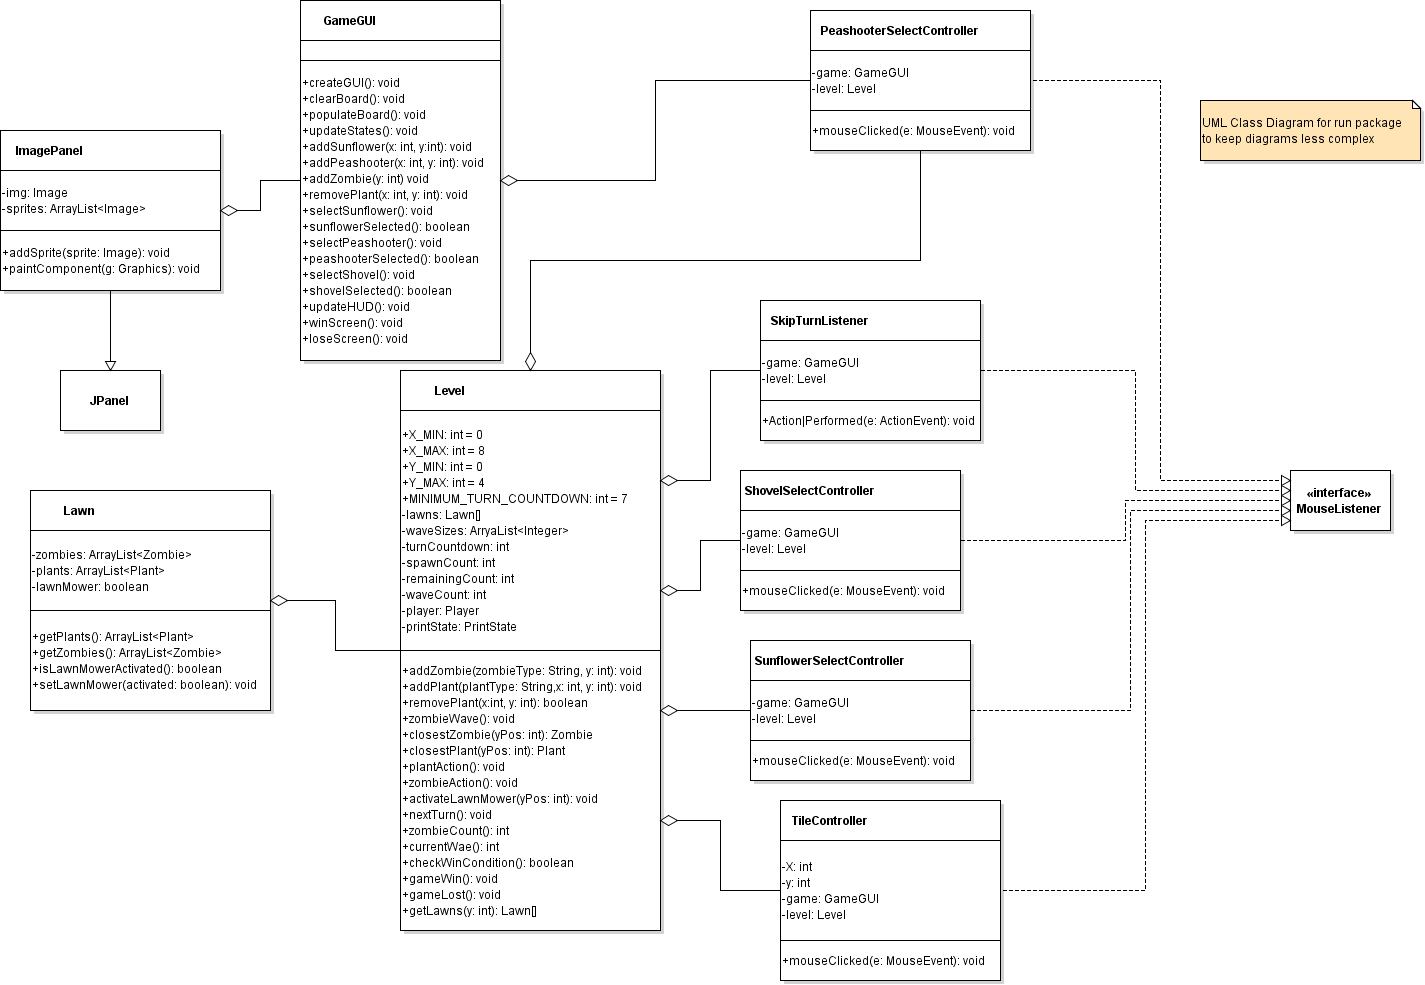 GameGUI
+createGUI(): void
+clearBoard(): void
+populateBoard(): void
+updateStates(): void
+addSunflower(x: int, y:int): void
+addPeashooter(x: int, y: int): void
+addZombie(y: int) void
+removePlant(x: int, y: int): void
+selectSunflower(): void
+sunflowerSelected(): boolean
+selectPeashooter(): void
+peashooterSelected(): boolean
+selectShovel(): void
+shovelSelected(): boolean
+updateHUD(): void
+winScreen(): void
+loseScreen(): void
PeashooterSelectController
-game: GameGUI
-level: Level
+mouseClicked(e: MouseEvent): void
UML Class Diagram for run package
to keep diagrams less complex
ImagePanel
-img: Image
-sprites: ArrayList<Image>
+addSprite(sprite: Image): void
+paintComponent(g: Graphics): void
JPanel
SkipTurnListener
-game: GameGUI
-level: Level
+Action|Performed(e: ActionEvent): void
Level
+X_MIN: int = 0
+X_MAX: int = 8
+Y_MIN: int = 0
+Y_MAX: int = 4
+MINIMUM_TURN_COUNTDOWN: int = 7
-lawns: Lawn[]
-waveSizes: ArryaList<Integer>
-turnCountdown: int
-spawnCount: int
-remainingCount: int
-waveCount: int
-player: Player
-printState: PrintState
+addZombie(zombieType: String, y: int): void
+addPlant(plantType: String,x: int, y: int): void
+removePlant(x:int, y: int): boolean
+zombieWave(): void
+closestZombie(yPos: int): Zombie
+closestPlant(yPos: int): Plant
+plantAction(): void
+zombieAction(): void
+activateLawnMower(yPos: int): void
+nextTurn(): void
+zombieCount(): int
+currentWae(): int
+checkWinCondition(): boolean
+gameWin(): void
+gameLost(): void
+getLawns(y: int): Lawn[]
Lawn
-zombies: ArrayList<Zombie>
-plants: ArrayList<Plant>
-lawnMower: boolean
+getPlants(): ArrayList<Plant>
+getZombies(): ArrayList<Zombie>
+isLawnMowerActivated(): boolean
+setLawnMower(activated: boolean): void
ShovelSelectController
-game: GameGUI
-level: Level
+mouseClicked(e: MouseEvent): void
«interface»
MouseListener
SunflowerSelectController
-game: GameGUI
-level: Level
+mouseClicked(e: MouseEvent): void
TileController
-X: int
-y: int
-game: GameGUI
-level: Level
+mouseClicked(e: MouseEvent): void